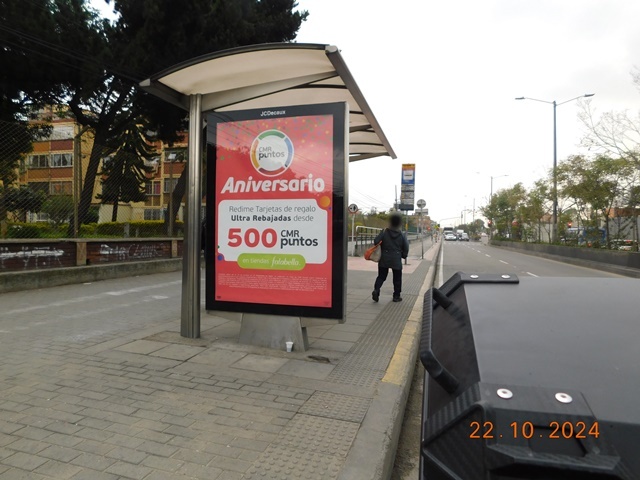 JCDecaux
CMR
puntos
Aniversario
Redime Tarjetas de regalo
Ultra Rebajadas desde
500 CMR puntos
en tiendas falabella
22.10.2024